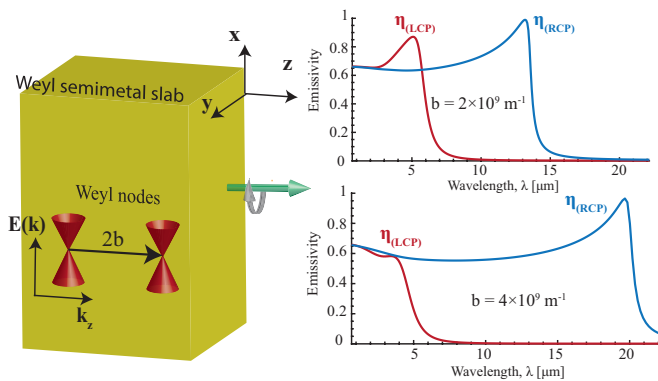 Weyl semimetal slab
x
z
y
Weyl nodes
E(k)
2b
k_z
η(LCP)
η(RCP)
1.0
0.8
0.6
0.4
0.2
0
Emissivity
b = 2×10⁹ m⁻¹
5
10
15
20
Wavelength, λ [μm]
η(LCP)
η(RCP)
1.0
0.8
0.6
0.4
0.2
0
Emissivity
b = 4×10⁹ m⁻¹
5
10
15
20
Wavelength, λ [μm]